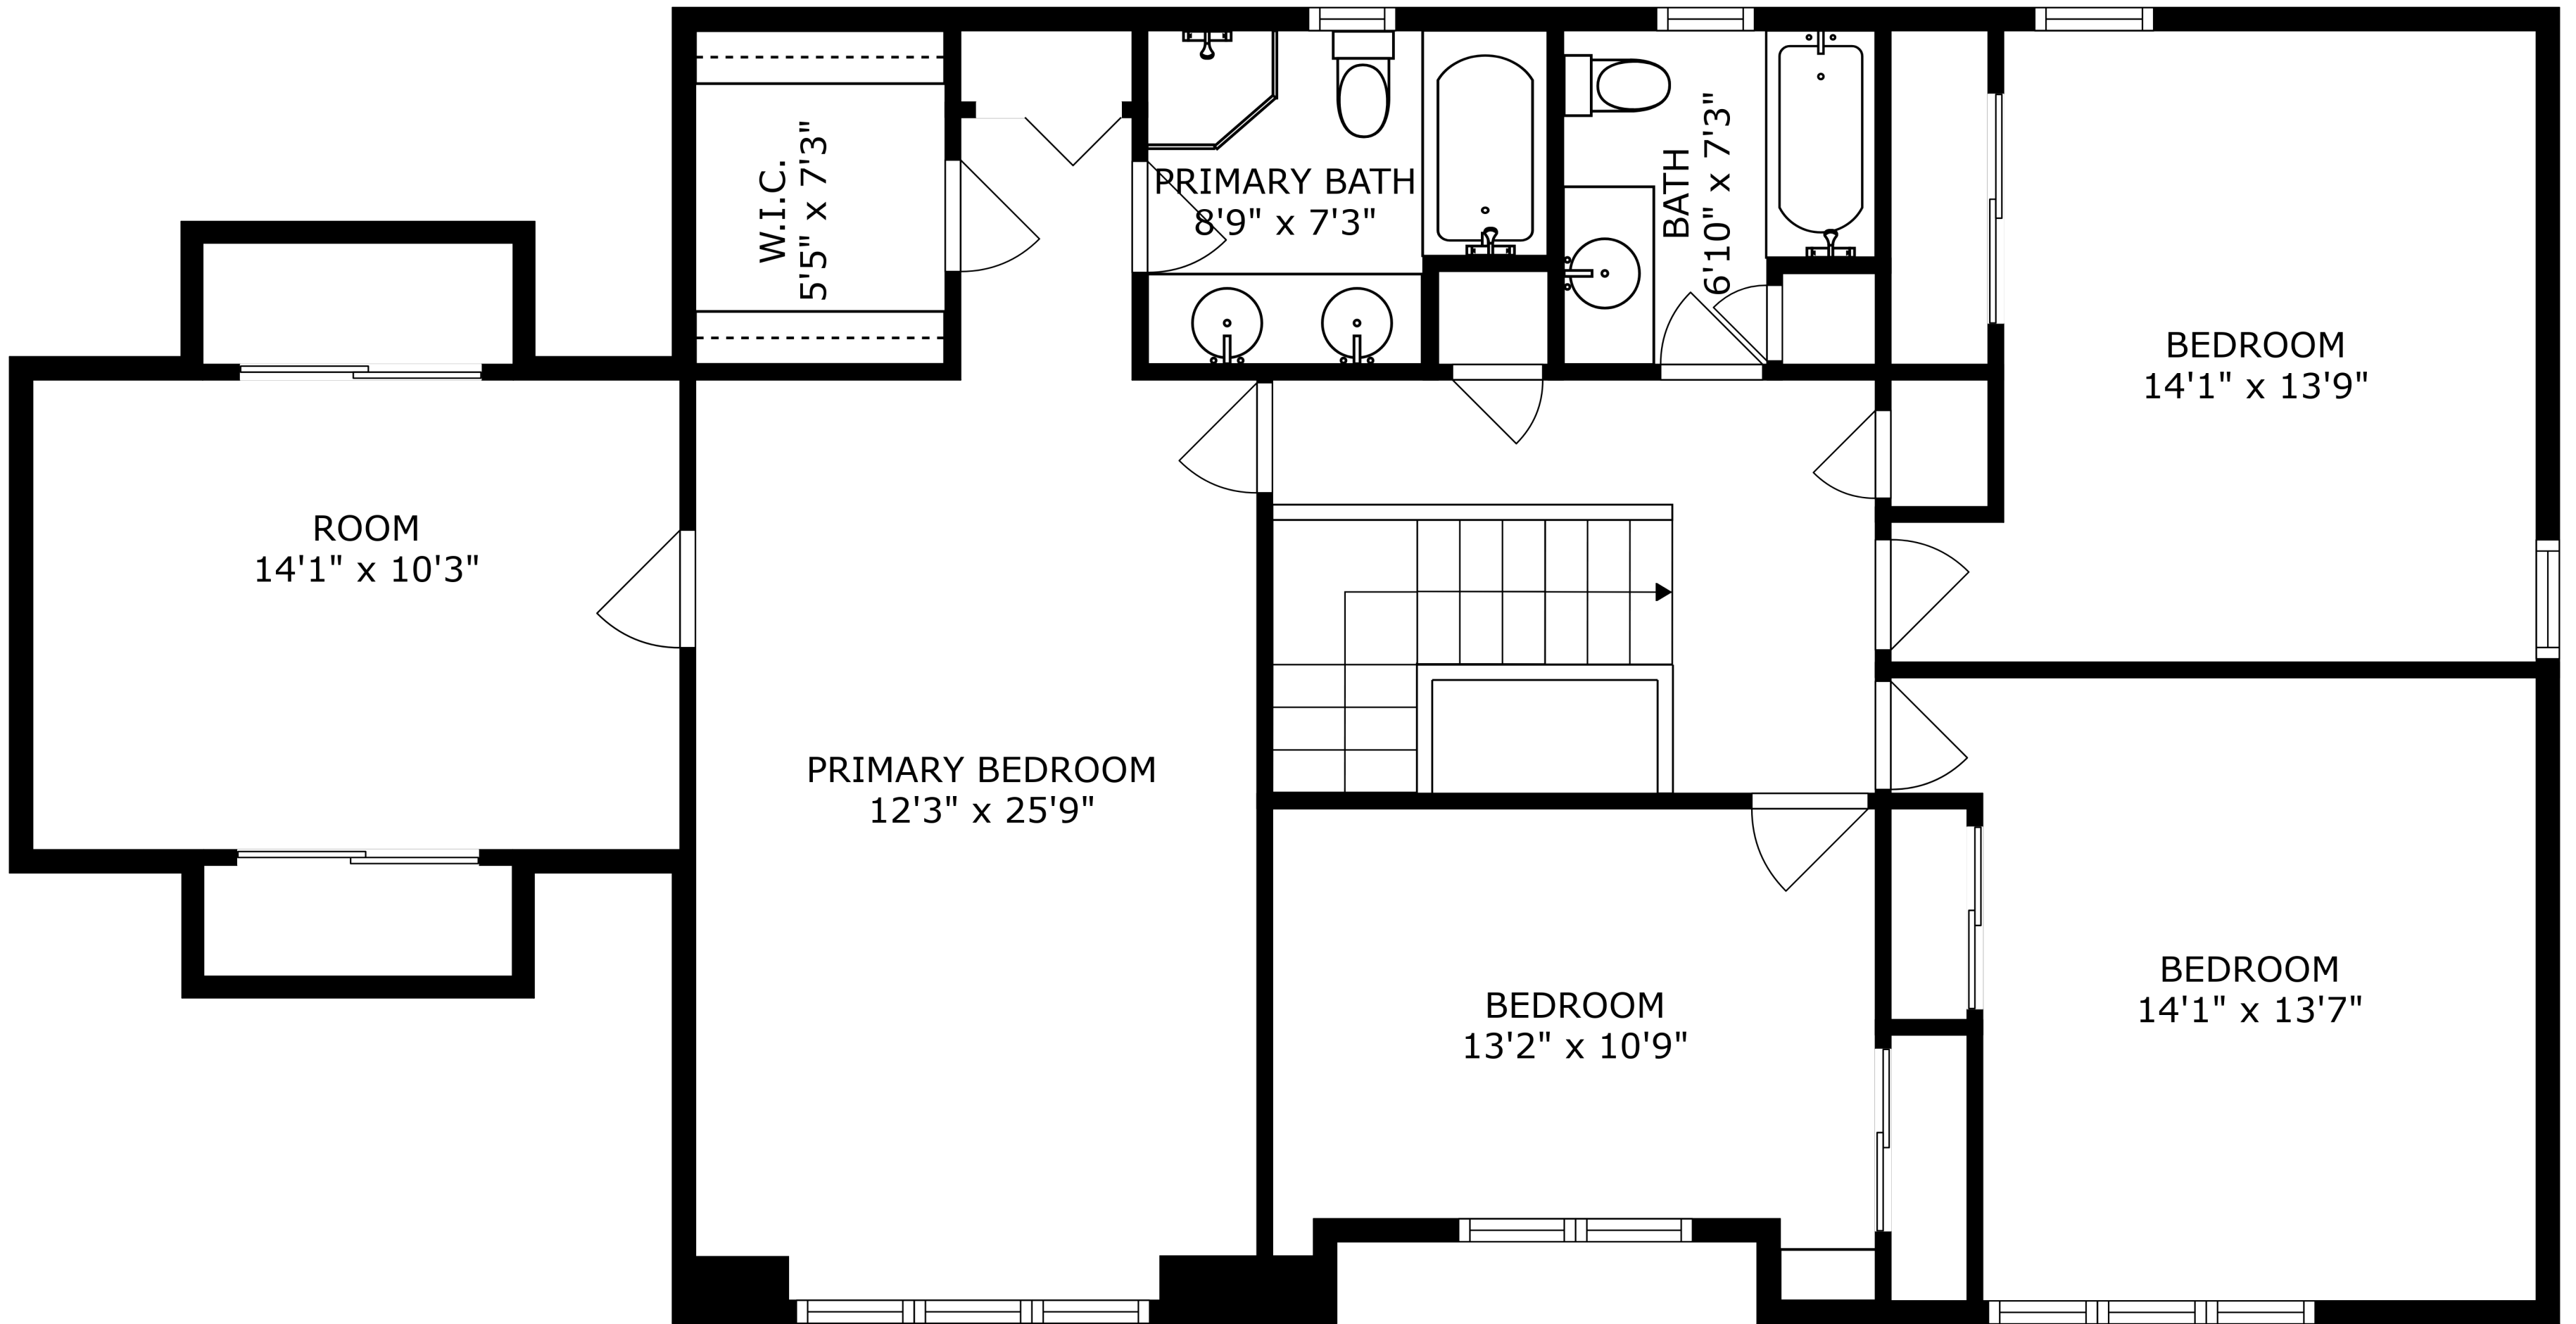 W.I.C.
5'5" x 7'3"
PRIMARY BATH
8'9" x 7'3"
BATH
6'10" x 7'3"
BEDROOM
14'1" x 13'9"
ROOM
14'1" x 10'3"
PRIMARY BEDROOM
12'3" x 25'9"
BEDROOM
13'2" x 10'9"
BEDROOM
14'1" x 13'7"